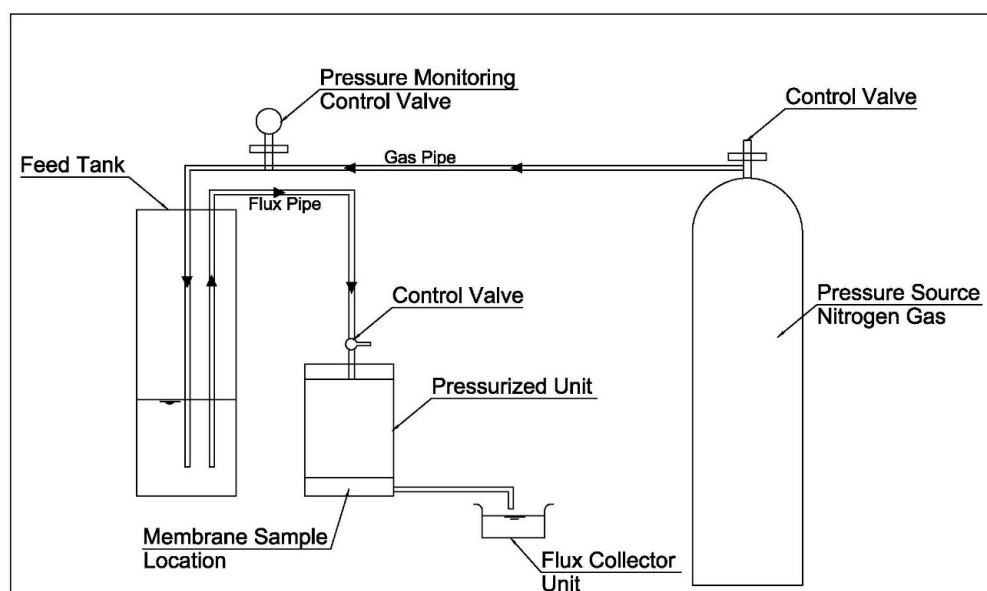 Pressure Monitoring
Control Valve
Control Valve
Gas Pipe
Feed Tank
Flux Pipe
Control Valve
Pressure Source
Nitrogen Gas
Pressurized Unit
Membrane Sample
Location
Flux Collector
Unit